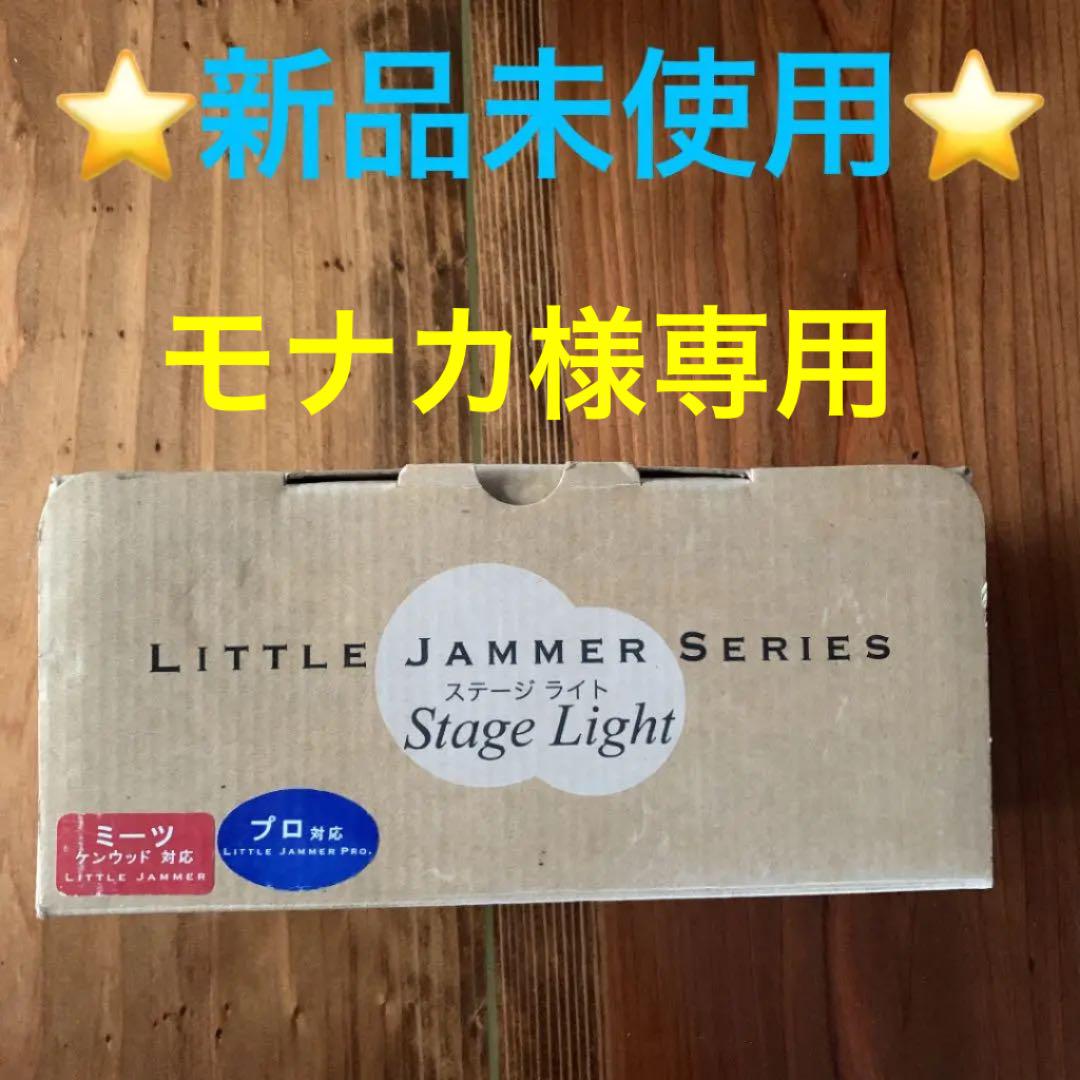 ⭐新品未使用⭐
モナカ様専用
LITTLE JAMMER SERIES
ステージ ライト
Stage Light
ミーツ
ケンウッド 対応
LITTLE JAMMER
プロ 対応
LITTLE JAMMER PRO.